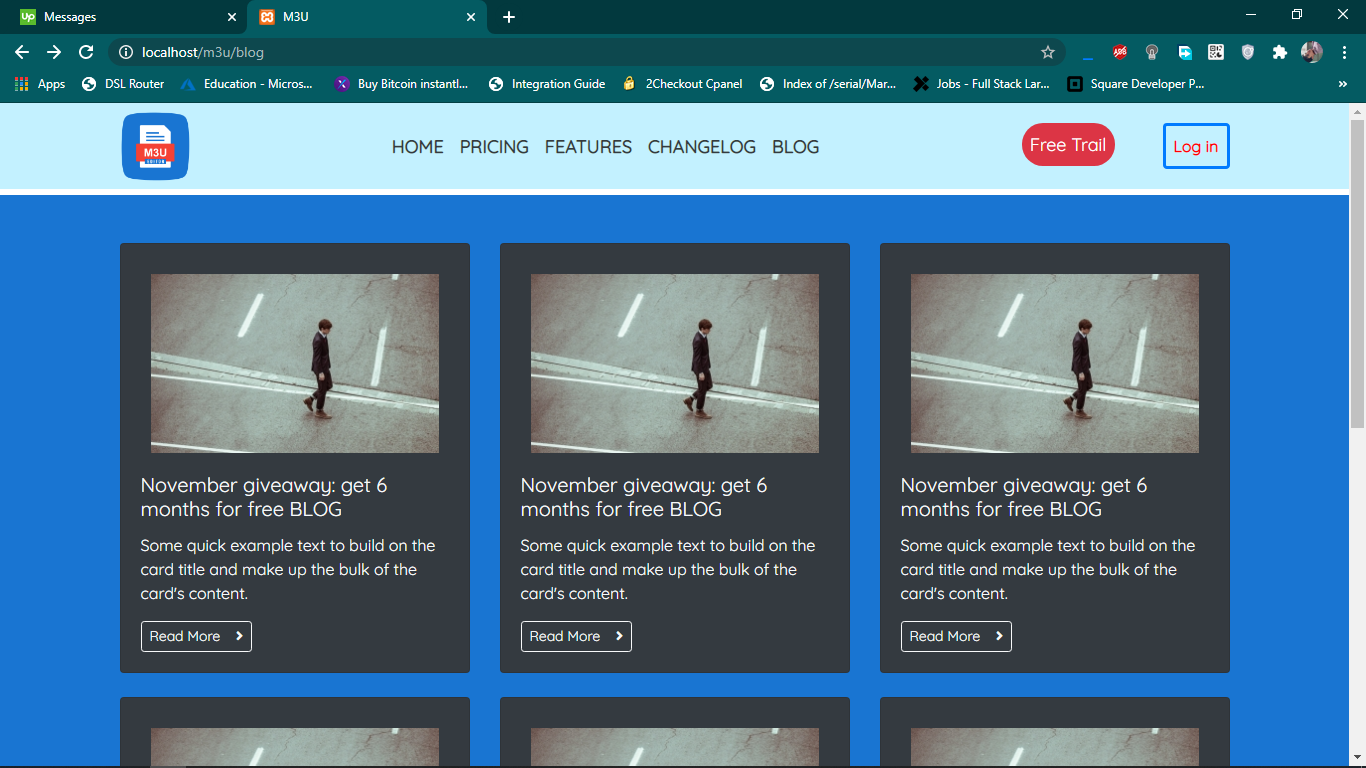 Messages
M3U
localhost/m3u/blog
Apps
DSL Router
Education - Micros...
Buy Bitcoin instantl...
Integration Guide
2Checkout Cpanel
Index of /serial/Mar...
Jobs - Full Stack Lar...
Square Developer P...
M3U
HOME
PRICING
FEATURES
CHANGELOG
BLOG
Free Trail
Log in
November giveaway: get 6
months for free BLOG
Some quick example text to build on the
card title and make up the bulk of the
card's content.
Read More
November giveaway: get 6
months for free BLOG
Some quick example text to build on the
card title and make up the bulk of the
card's content.
Read More
November giveaway: get 6
months for free BLOG
Some quick example text to build on the
card title and make up the bulk of the
card's content.
Read More